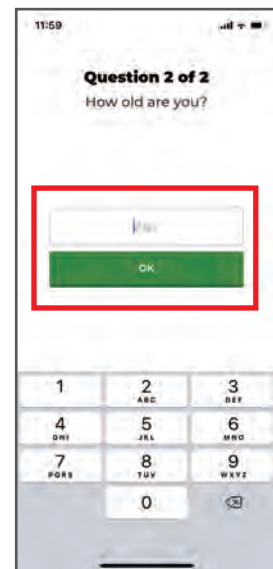 11:59
Question 2 of 2
How old are you?
OK
1
2
ABC
3
DEF
4
GHI
5
JKL
6
MNO
7
PQRS
8
TUV
9
WXYZ
0